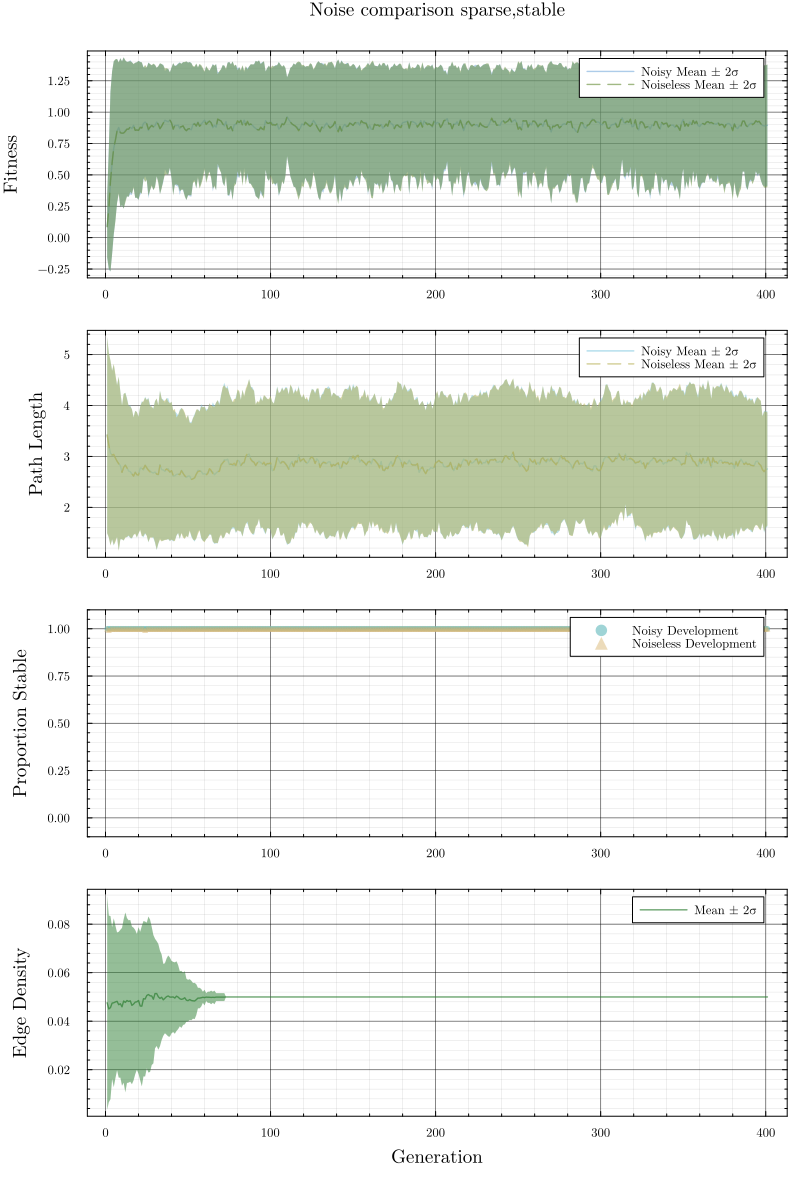 Noise comparison sparse,stable
Fitness
1.25
1.00
0.75
0.50
0.25
0.00
−0.25
Noisy Mean ± 2σ
Noiseless Mean ± 2σ
0 100 200 300 400
Path Length
5
4
3
2
Noisy Mean ± 2σ
Noiseless Mean ± 2σ
0 100 200 300 400
Proportion Stable
1.00
0.75
0.50
0.25
0.00
Noisy Development
Noiseless Development
0 100 200 300 400
Edge Density
0.08
0.06
0.04
0.02
Mean ± 2σ
0 100 200 300 400
Generation